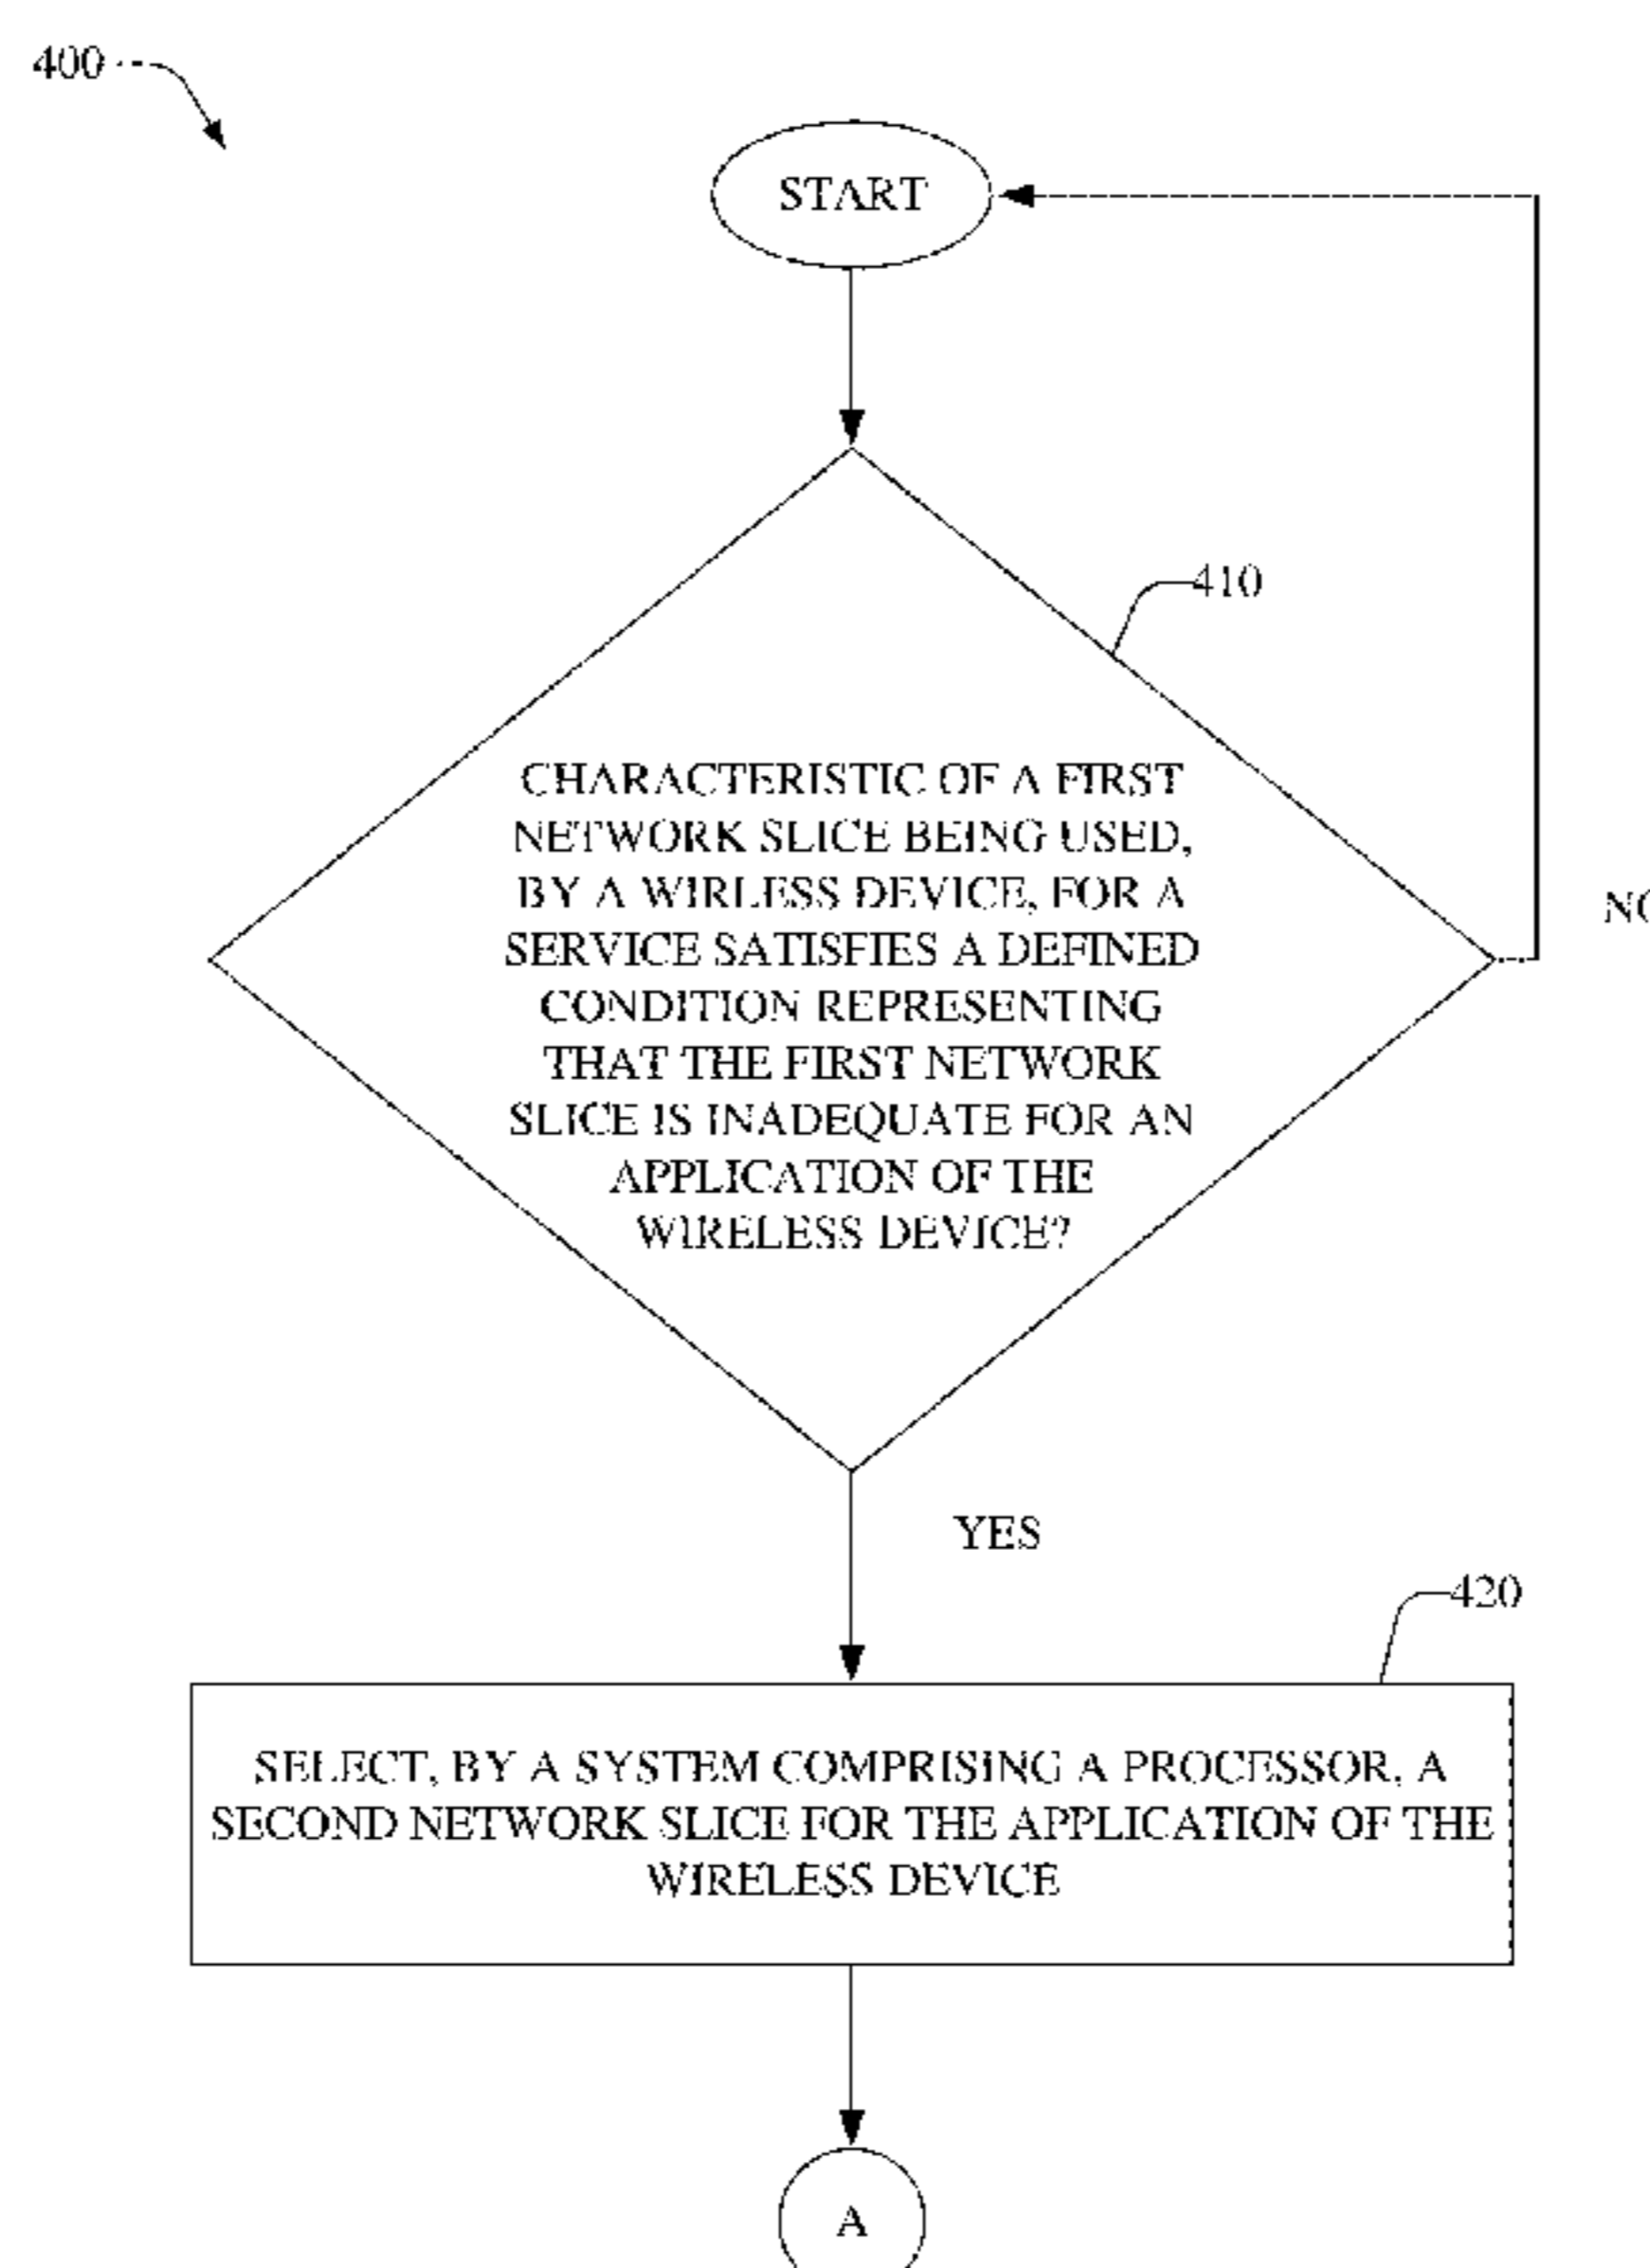 400
START
410
CHARACTERISTIC OF A FIRST
NETWORK SLICE BEING USED,
BY A WIRLESS DEVICE, FOR A
SERVICE SATISFIES A DEFINED
CONDITION REPRESENTING
THAT THE FIRST NETWORK
SLICE IS INADEQUATE FOR AN
APPLICATION OF THE
WIRELESS DEVICE?
YES
420
SELECT, BY A SYSTEM COMPRISING A PROCESSOR, A
SECOND NETWORK SLICE FOR THE APPLICATION OF THE
WIRELESS DEVICE
A